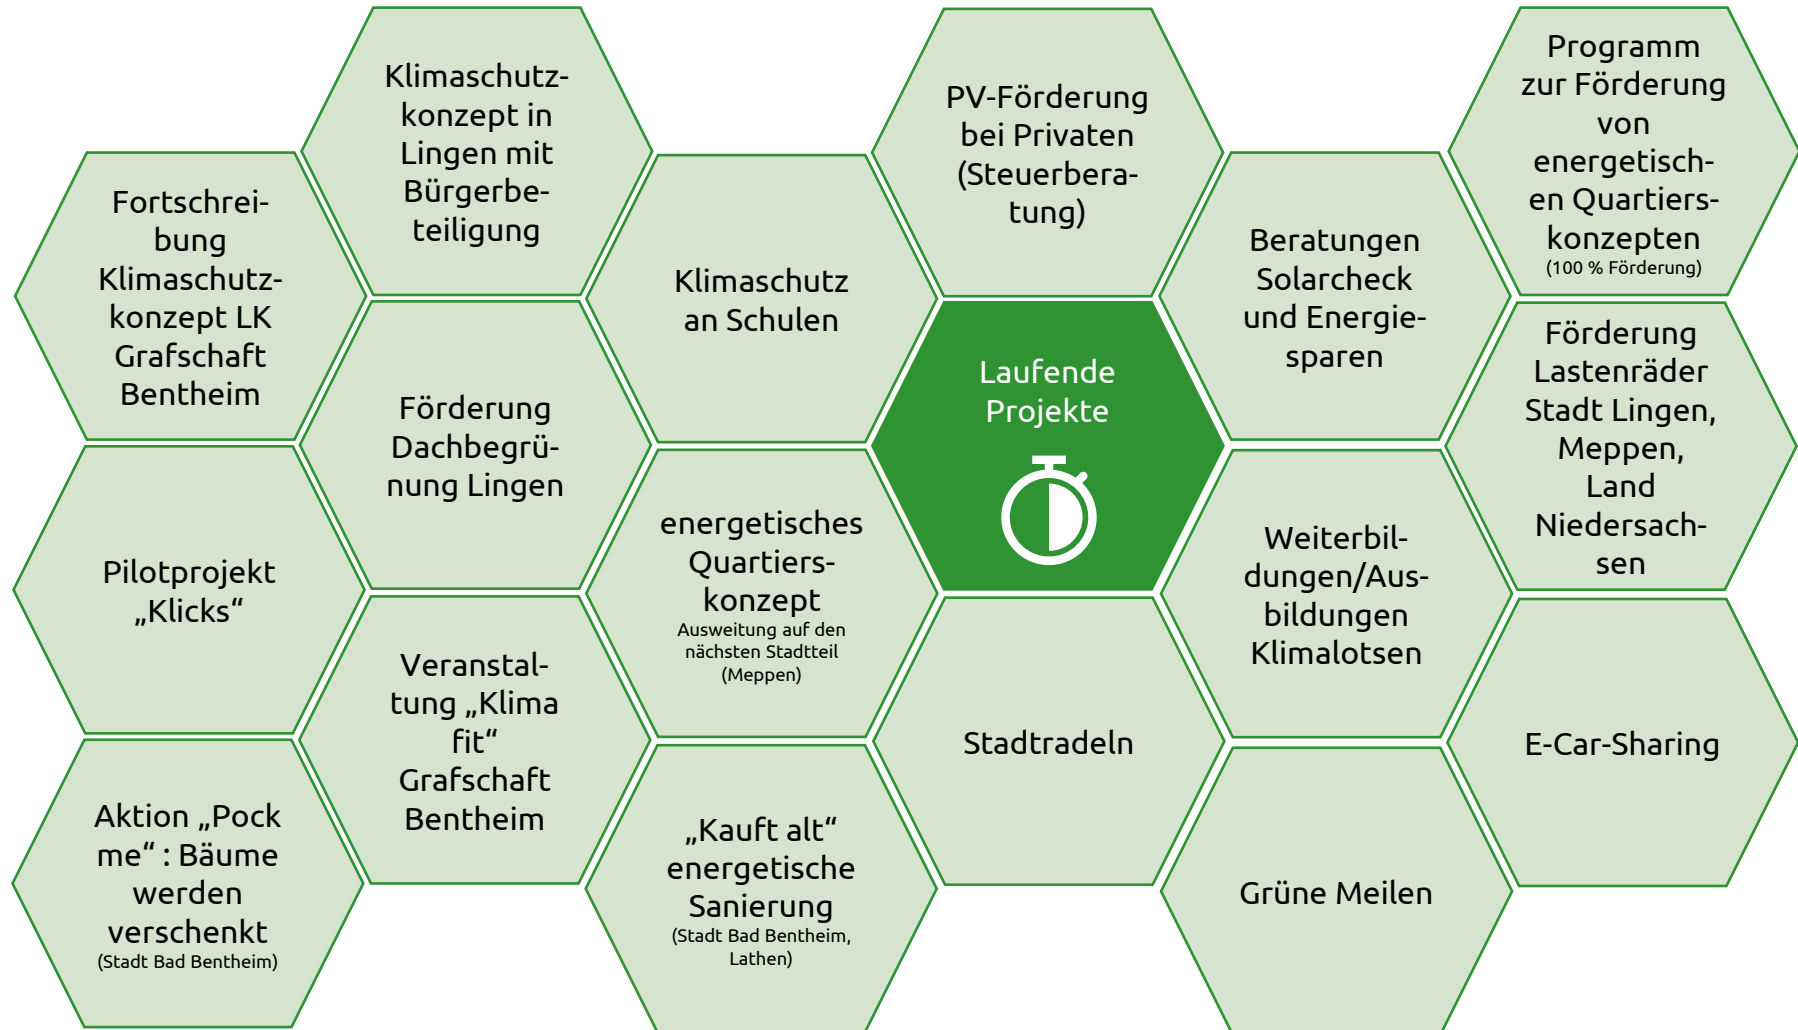 Fortschrei-
bung
Klimaschutz-
konzept LK
Grafschaft
Bentheim
Pilotprojekt
„Klicks“
Aktion „Pock
me“ : Bäume
werden
verschenkt
(Stadt Bad Bentheim)
Klimaschutz-
konzept in
Lingen mit
Bürgerbe-
teiligung
Förderung
Dachbegrü-
nung Lingen
Veranstal-
tung „Klima
fit“
Grafschaft
Bentheim
Klimaschutz
an Schulen
energetisches
Quartiers-
konzept
Ausweitung auf den
nächsten Stadtteil
(Meppen)
„Kauft alt“
energetische
Sanierung
(Stadt Bad Bentheim,
Lathen)
PV-Förderung
bei Privaten
(Steuerbera-
tung)
Laufende
Projekte
Stadtradeln
Beratungen
Solarcheck
und Energie-
sparen
Weiterbil-
dungen/Aus-
bildungen
Klimalotsen
Grüne Meilen
Programm
zur Förderung
von
energetisch-
en Quartiers-
konzepten
(100 % Förderung)
Förderung
Lastenräder
Stadt Lingen,
Meppen,
Land
Niedersach-
sen
E-Car-Sharing